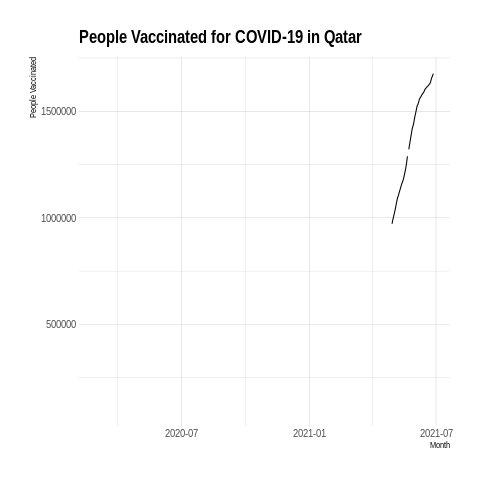 People Vaccinated for COVID-19 in Qatar
People Vaccinated
1500000
1000000
500000
2020-07
2021-01
2021-07
Month